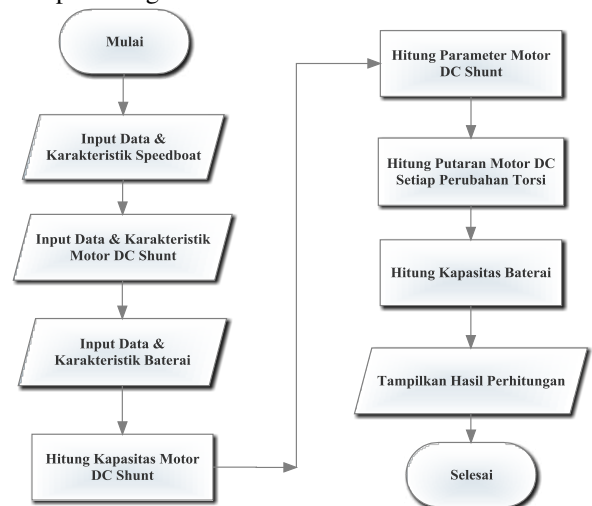 Mulai
Input Data &
Karakteristik Speedboat
Input Data & Karakteristik
Motor DC Shunt
Input Data &
Karakteristik Baterai
Hitung Kapasitas Motor
DC Shunt
Hitung Parameter Motor
DC Shunt
Hitung Putaran Motor DC
Setiap Perubahan Torsi
Hitung Kapasitas Baterai
Tampilkan Hasil Perhitungan
Selesai